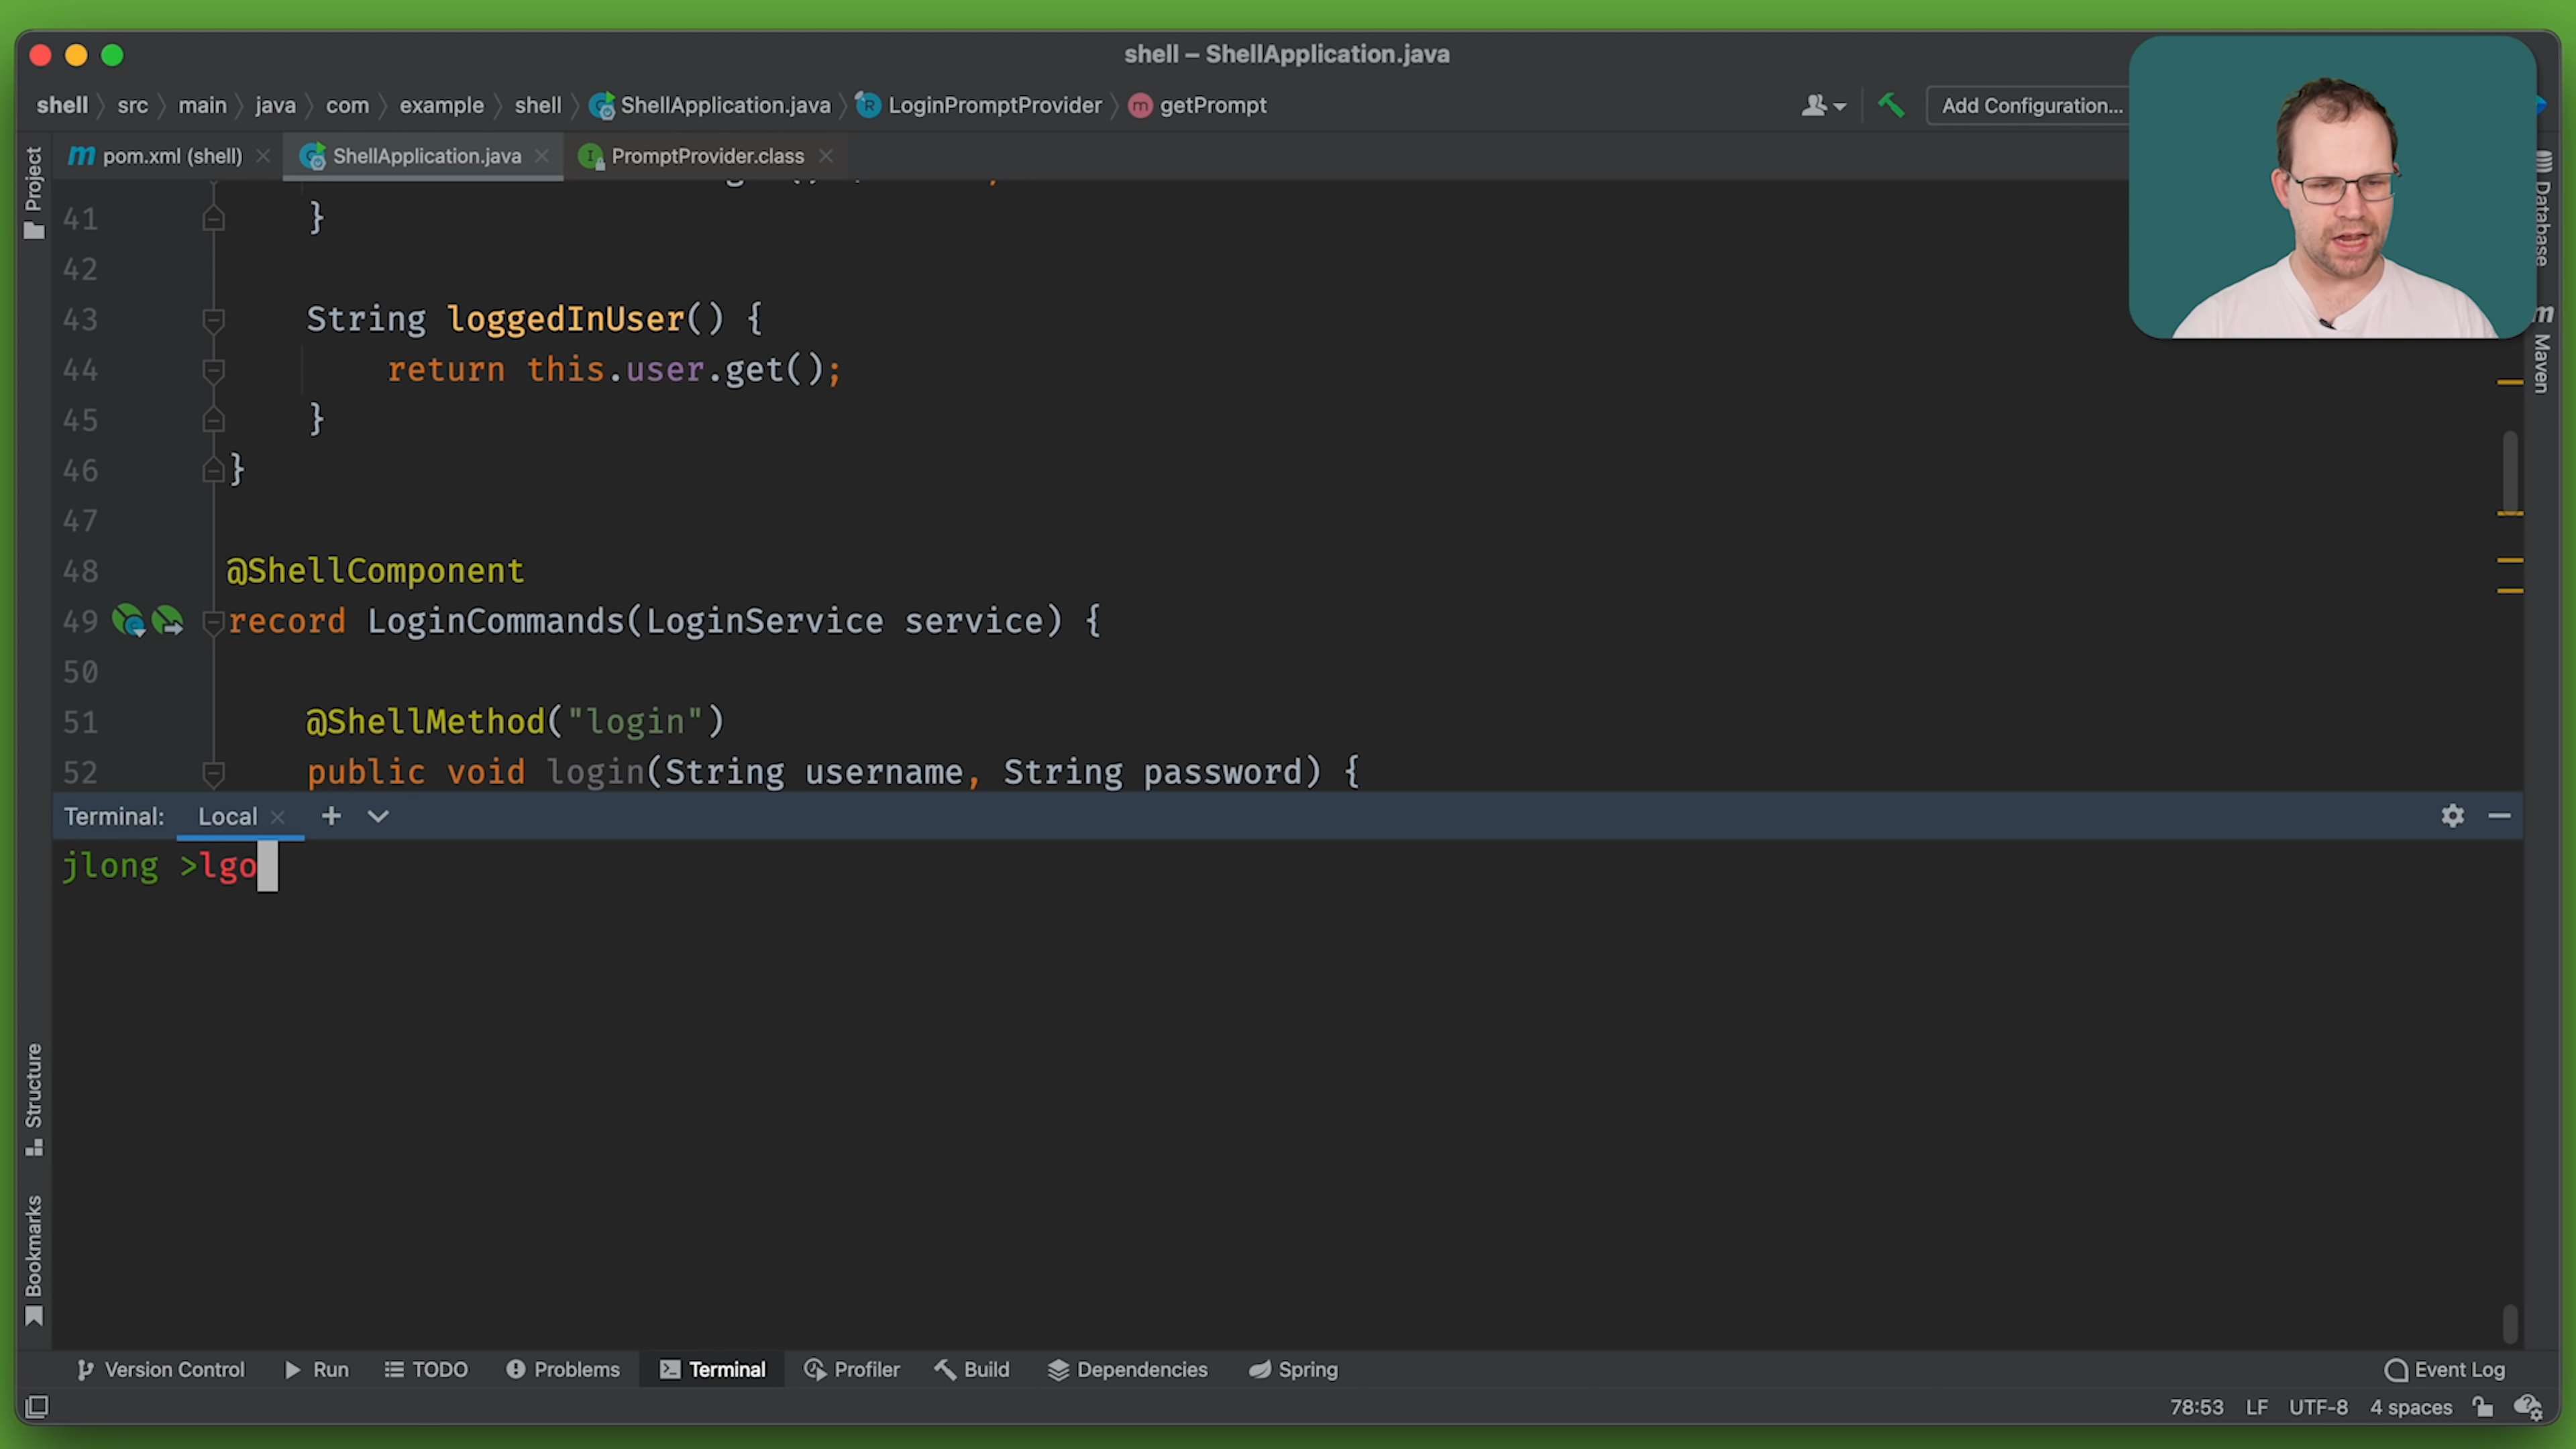 shell – ShellApplication.java
shell src main java com example shell ShellApplication.java LoginPromptProvider getPrompt
Add Configuration...
pom.xml (shell) ShellApplication.java PromptProvider.class
Project
Database
Maven
41 }
42
43 String loggedInUser() {
44 return this.user.get();
45 }
46 }
47
48 @ShellComponent
49 record LoginCommands(LoginService service) {
50
51 @ShellMethod("login")
52 public void login(String username, String password) {
Terminal: Local
jlong >lgo
Structure
Bookmarks
Version Control Run TODO Problems Terminal Profiler Build Dependencies Spring Event Log
78:53 LF UTF-8 4 spaces